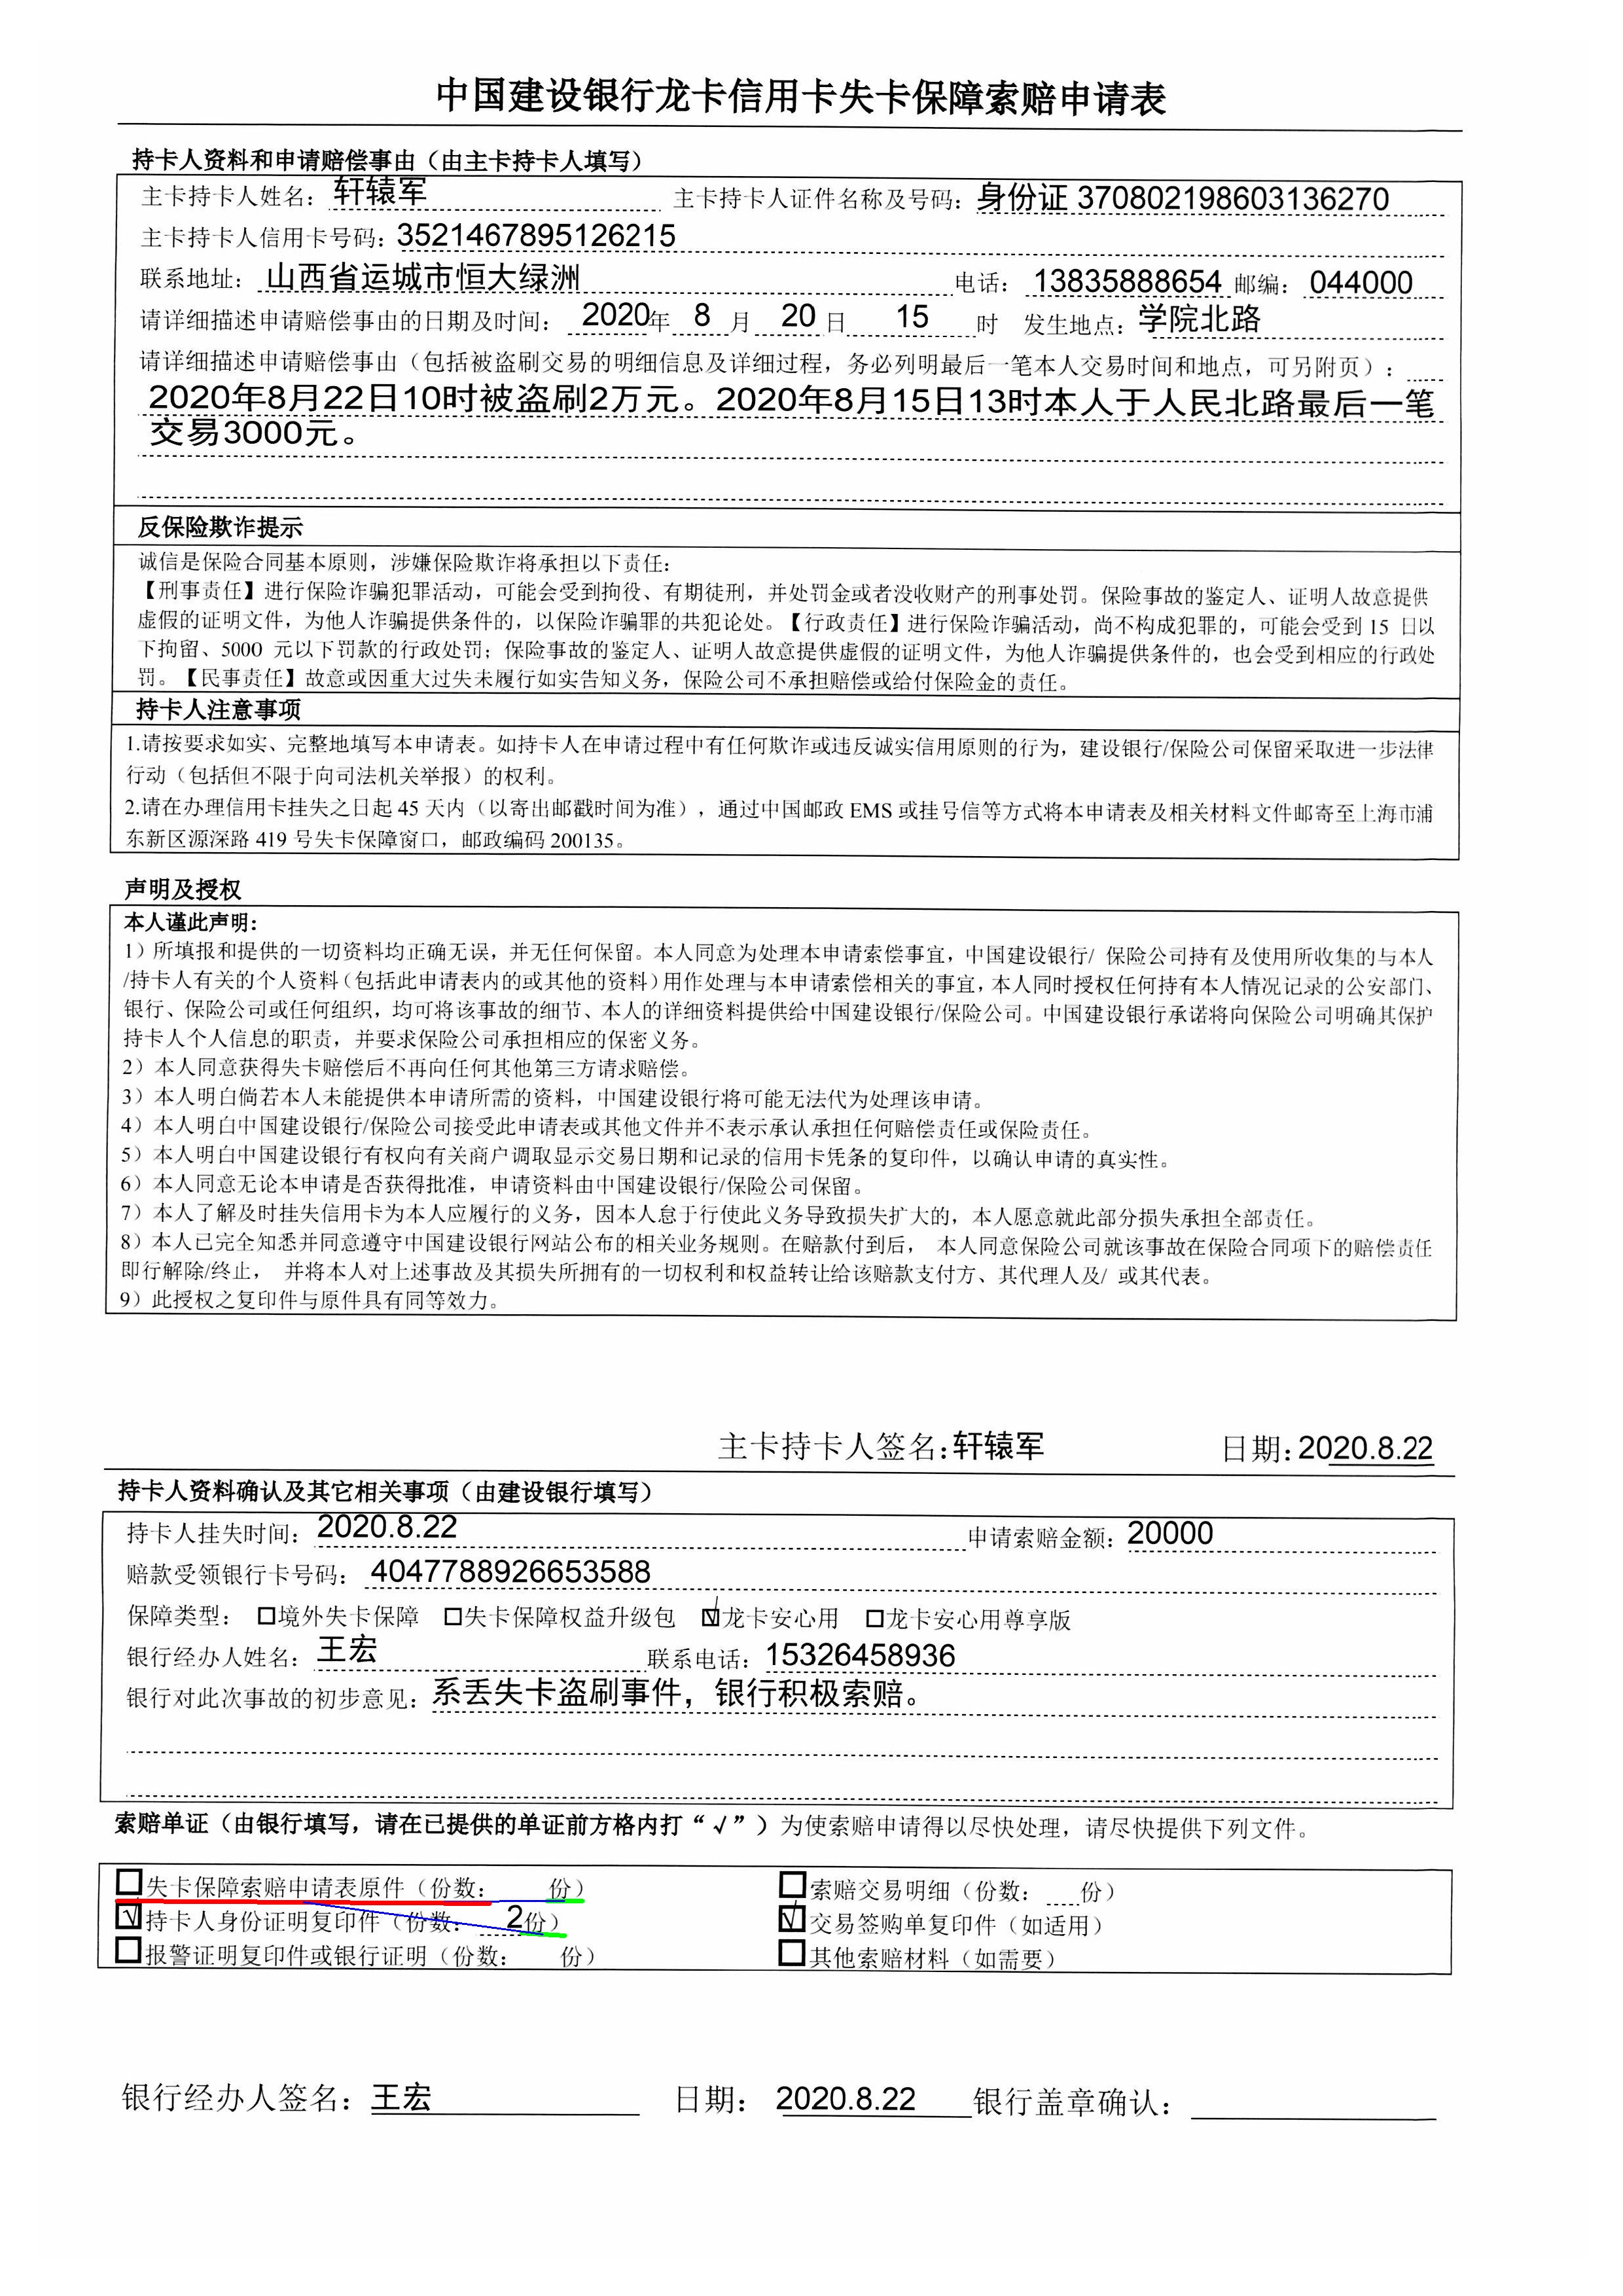 中国建设银行龙卡信用卡失卡保障索赔申请表
持卡人资料和申请赔偿事由（由主卡持卡人填写）
主卡持卡人姓名：轩辕军 主卡持卡人证件名称及号码：身份证 370802198603136270
主卡持卡人信用卡号码：3521467895126215
联系地址：山西省运城市恒大绿洲 电话：13835888654 邮编：044000
请详细描述申请赔偿事由的日期及时间：2020年 8 月 20 日 15 时 发生地点：学院北路
请详细描述申请赔偿事由（包括被盗刷交易的明细信息及详细过程，务必列明最后一笔本人交易时间和地点，可另附页）：
2020年8月22日10时被盗刷2万元。2020年8月15日13时本人于人民北路最后一笔
交易3000元。
反保险欺诈提示
诚信是保险合同基本原则，涉嫌保险欺诈将承担以下责任：
【刑事责任】进行保险诈骗犯罪活动，可能会受到拘役、有期徒刑，并处罚金或者没收财产的刑事处罚。保险事故的鉴定人、证明人故意提供
虚假的证明文件，为他人诈骗提供条件的，以保险诈骗罪的共犯论处。【行政责任】进行保险诈骗活动，尚不构成犯罪的，可能会受到 15 日以
下拘留、5000 元以下罚款的行政处罚；保险事故的鉴定人、证明人故意提供虚假的证明文件，为他人诈骗提供条件的，也会受到相应的行政处
罚。【民事责任】故意或因重大过失未履行如实告知义务，保险公司不承担赔偿或给付保险金的责任。
持卡人注意事项
1.请按要求如实、完整地填写本申请表。如持卡人在申请过程中有任何欺诈或违反诚实信用原则的行为，建设银行/保险公司保留采取进一步法律
行动（包括但不限于向司法机关举报）的权利。
2.请在办理信用卡挂失之日起 45 天内（以寄出邮戳时间为准），通过中国邮政 EMS 或挂号信等方式将本申请表及相关材料文件邮寄至上海市浦
东新区源深路 419 号失卡保障窗口，邮政编码 200135。
声明及授权
本人谨此声明：
1）所填报和提供的一切资料均正确无误，并无任何保留。本人同意为处理本申请索偿事宜，中国建设银行/ 保险公司持有及使用所收集的与本人
/持卡人有关的个人资料（包括此申请表内的或其他的资料）用作处理与本申请索偿相关的事宜，本人同时授权任何持有本人情况记录的公安部门、
银行、保险公司或任何组织，均可将该事故的细节、本人的详细资料提供给中国建设银行/保险公司。中国建设银行承诺将向保险公司明确其保护
持卡人个人信息的职责，并要求保险公司承担相应的保密义务。
2）本人同意获得失卡赔偿后不再向任何其他第三方请求赔偿。
3）本人明白倘若本人未能提供本申请所需的资料，中国建设银行将可能无法代为处理该申请。
4）本人明白中国建设银行/保险公司接受此申请表或其他文件并不表示承认承担任何赔偿责任或保险责任。
5）本人明白中国建设银行有权向有关商户调取显示交易日期和记录的信用卡凭条的复印件，以确认申请的真实性。
6）本人同意无论本申请是否获得批准，申请资料由中国建设银行/保险公司保留。
7）本人了解及时挂失信用卡为本人应履行的义务，因本人怠于行使此义务导致损失扩大的，本人愿意就此部分损失承担全部责任。
8）本人已完全知悉并同意遵守中国建设银行网站公布的相关业务规则。在赔款付到后， 本人同意保险公司就该事故在保险合同项下的赔偿责任
即行解除/终止， 并将本人对上述事故及其损失所拥有的一切权利和权益转让给该赔款支付方、其代理人及/ 或其代表。
9）此授权之复印件与原件具有同等效力。
主卡持卡人签名：轩辕军 日期：2020.8.22
持卡人资料确认及其它相关事项（由建设银行填写）
持卡人挂失时间：2020.8.22 申请索赔金额：20000
赔款受领银行卡号码：4047788926653588
保障类型：□境外失卡保障 □失卡保障权益升级包 ☑龙卡安心用 □龙卡安心用尊享版
银行经办人姓名：王宏 联系电话：15326458936
银行对此次事故的初步意见：系丢失卡盗刷事件，银行积极索赔。
索赔单证（由银行填写，请在已提供的单证前方格内打“√”）为使索赔申请得以尽快处理，请尽快提供下列文件。
□失卡保障索赔申请表原件（份数： 份） □索赔交易明细（份数： 份）
☑持卡人身份证明复印件（份数： 2份） ☑交易签购单复印件（如适用）
□报警证明复印件或银行证明（份数： 份） □其他索赔材料（如需要）
银行经办人签名：王宏 日期：2020.8.22 银行盖章确认：